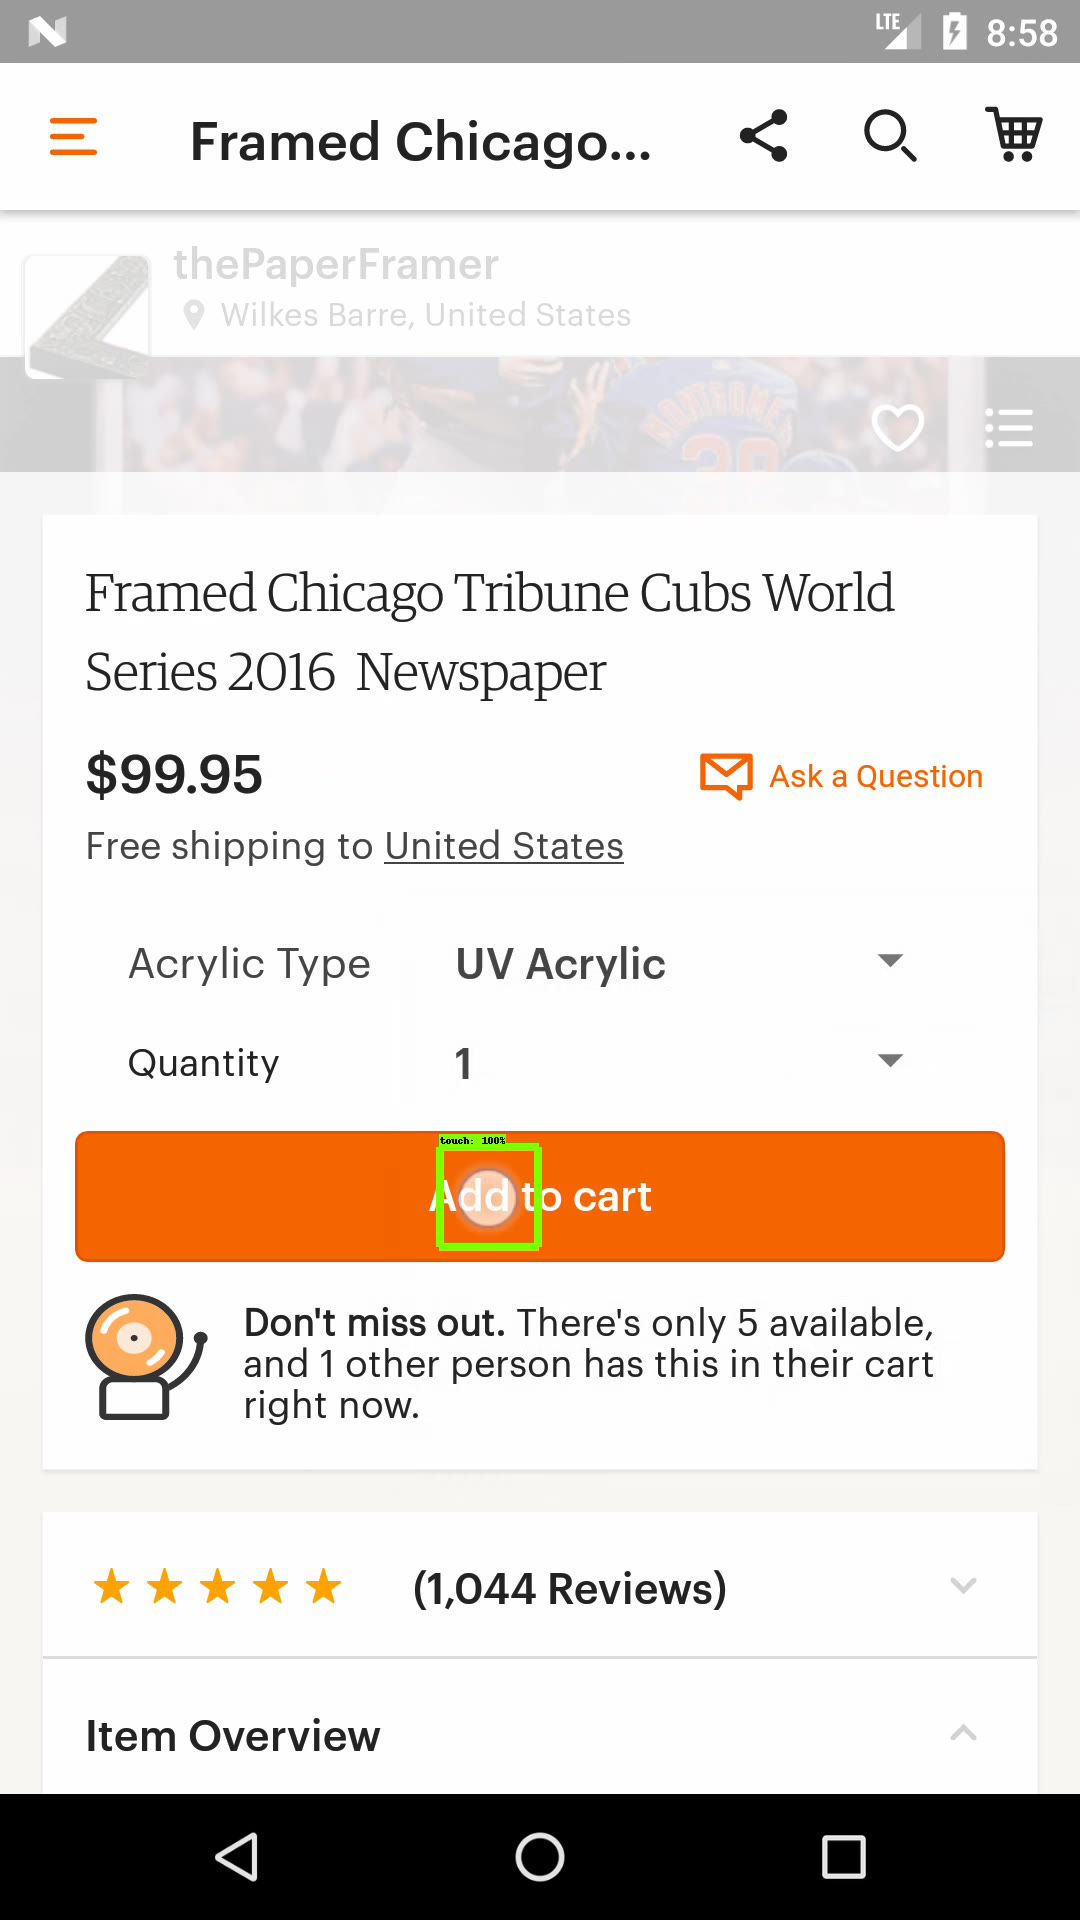 LTE 8:58
Framed Chicago...
thePaperFramer
Wilkes Barre, United States
MONTGOME
39
Framed Chicago Tribune Cubs World
Series 2016 Newspaper
$99.95
Ask a Question
Free shipping to United States
Acrylic Type UV Acrylic
Quantity 1
touch: 100%
Add to cart
Don't miss out. There's only 5 available,
and 1 other person has this in their cart
right now.
(1,044 Reviews)
Item Overview